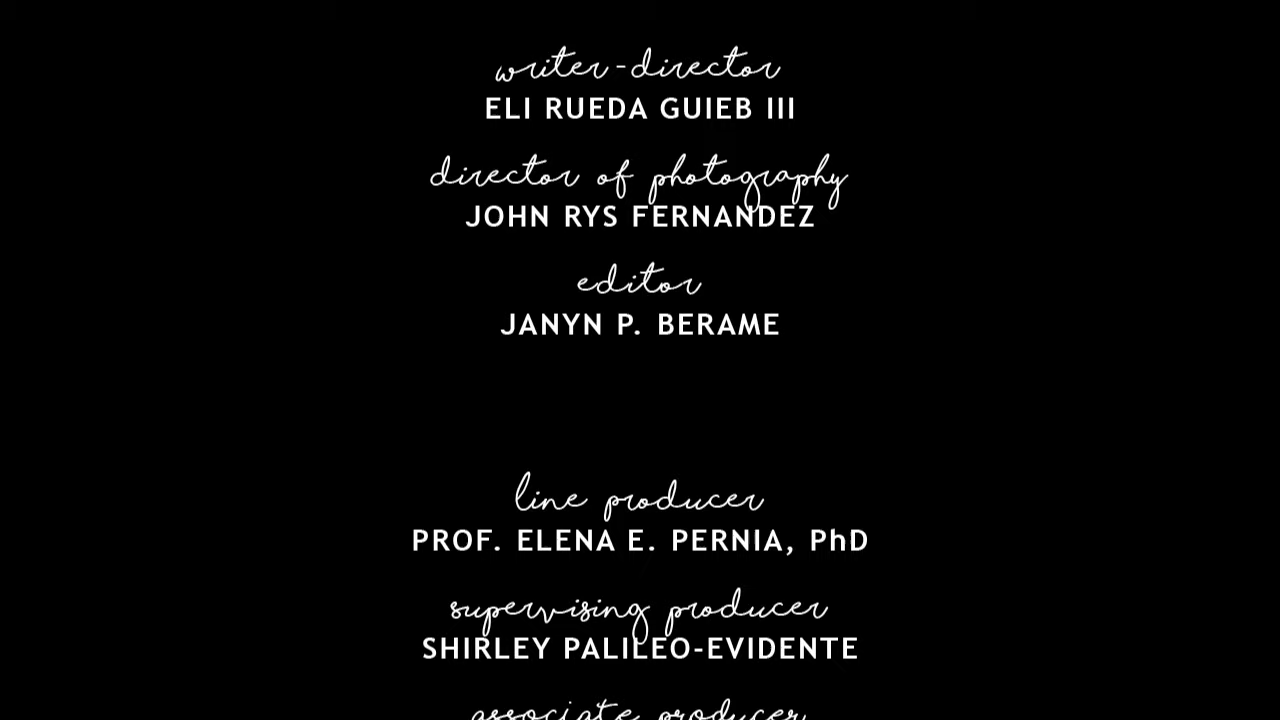 writer-director
ELI RUEDA GUIEB III
director of photography
JOHN RYS FERNANDEZ
editor
JANYN P. BERAME
line producer
PROF. ELENA E. PERNIA, PhD
supervising producer
SHIRLEY PALILEO-EVIDENTE
associate producer